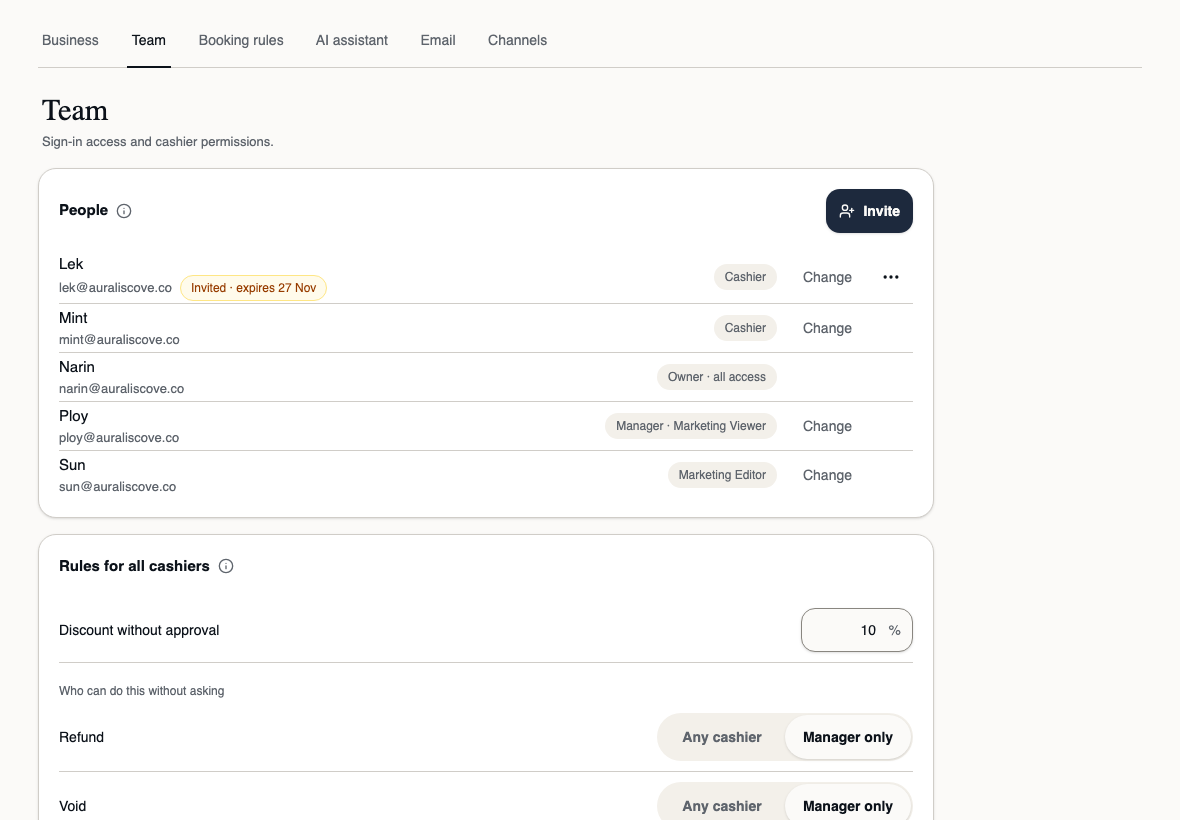 Business Team Booking rules AI assistant Email Channels
Team
Sign-in access and cashier permissions.
People
Invite
Lek
lek@auraliscove.co Invited · expires 27 Nov
Cashier Change
Mint
mint@auraliscove.co
Cashier Change
Narin
narin@auraliscove.co
Owner · all access
Ploy
ploy@auraliscove.co
Manager · Marketing Viewer Change
Sun
sun@auraliscove.co
Marketing Editor Change
Rules for all cashiers
Discount without approval 10 %
Who can do this without asking
Refund Any cashier Manager only
Void Any cashier Manager only